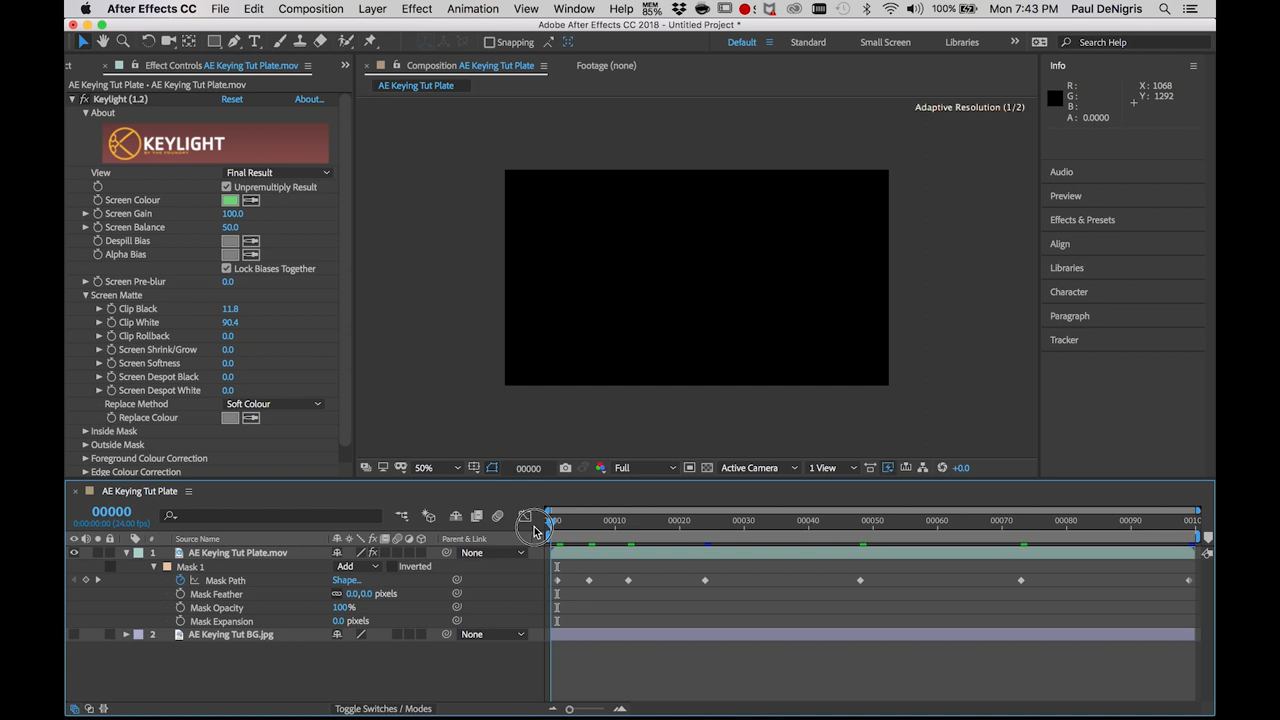 After Effects CC File Edit Composition Layer Effect Animation View Window Help MEM 85% 100% Mon 7:43 PM Paul DeNigris
Adobe After Effects CC 2018 - Untitled Project *
Snapping Default Standard Small Screen Libraries Search Help
Effect Controls AE Keying Tut Plate.mov Composition AE Keying Tut Plate Footage (none) Info
AE Keying Tut Plate • AE Keying Tut Plate.mov AE Keying Tut Plate
Keylight (1.2) Reset About...
R: X: 1068
G: Y: 1292
B:
A: 0.0000
Adaptive Resolution (1/2)
About
KEYLIGHT
BY THE FOUNDRY
View Final Result
Unpremultiply Result
Screen Colour
Screen Gain 100.0
Screen Balance 50.0
Despill Bias
Alpha Bias
Lock Biases Together
Screen Pre-blur 0.0
Screen Matte
Clip Black 11.8
Clip White 90.4
Clip Rollback 0.0
Screen Shrink/Grow 0.0
Screen Softness 0.0
Screen Despot Black 0.0
Screen Despot White 0.0
Replace Method Soft Colour
Replace Colour
Inside Mask
Outside Mask
Foreground Colour Correction
Edge Colour Correction
Audio
Preview
Effects & Presets
Align
Libraries
Character
Paragraph
Tracker
50% 00000 Full Active Camera 1 View +0.0
AE Keying Tut Plate
00000
0:00:00:00 (24.00 fps)
00010 00020 00030 00040 00050 00060 00070 00080 00090 0010
# Source Name Parent & Link
1 AE Keying Tut Plate.mov fx None
Mask 1 Add Inverted
Mask Path Shape...
Mask Feather 0.0,0.0 pixels
Mask Opacity 100%
Mask Expansion 0.0 pixels
2 AE Keying Tut BG.jpg None
Toggle Switches / Modes